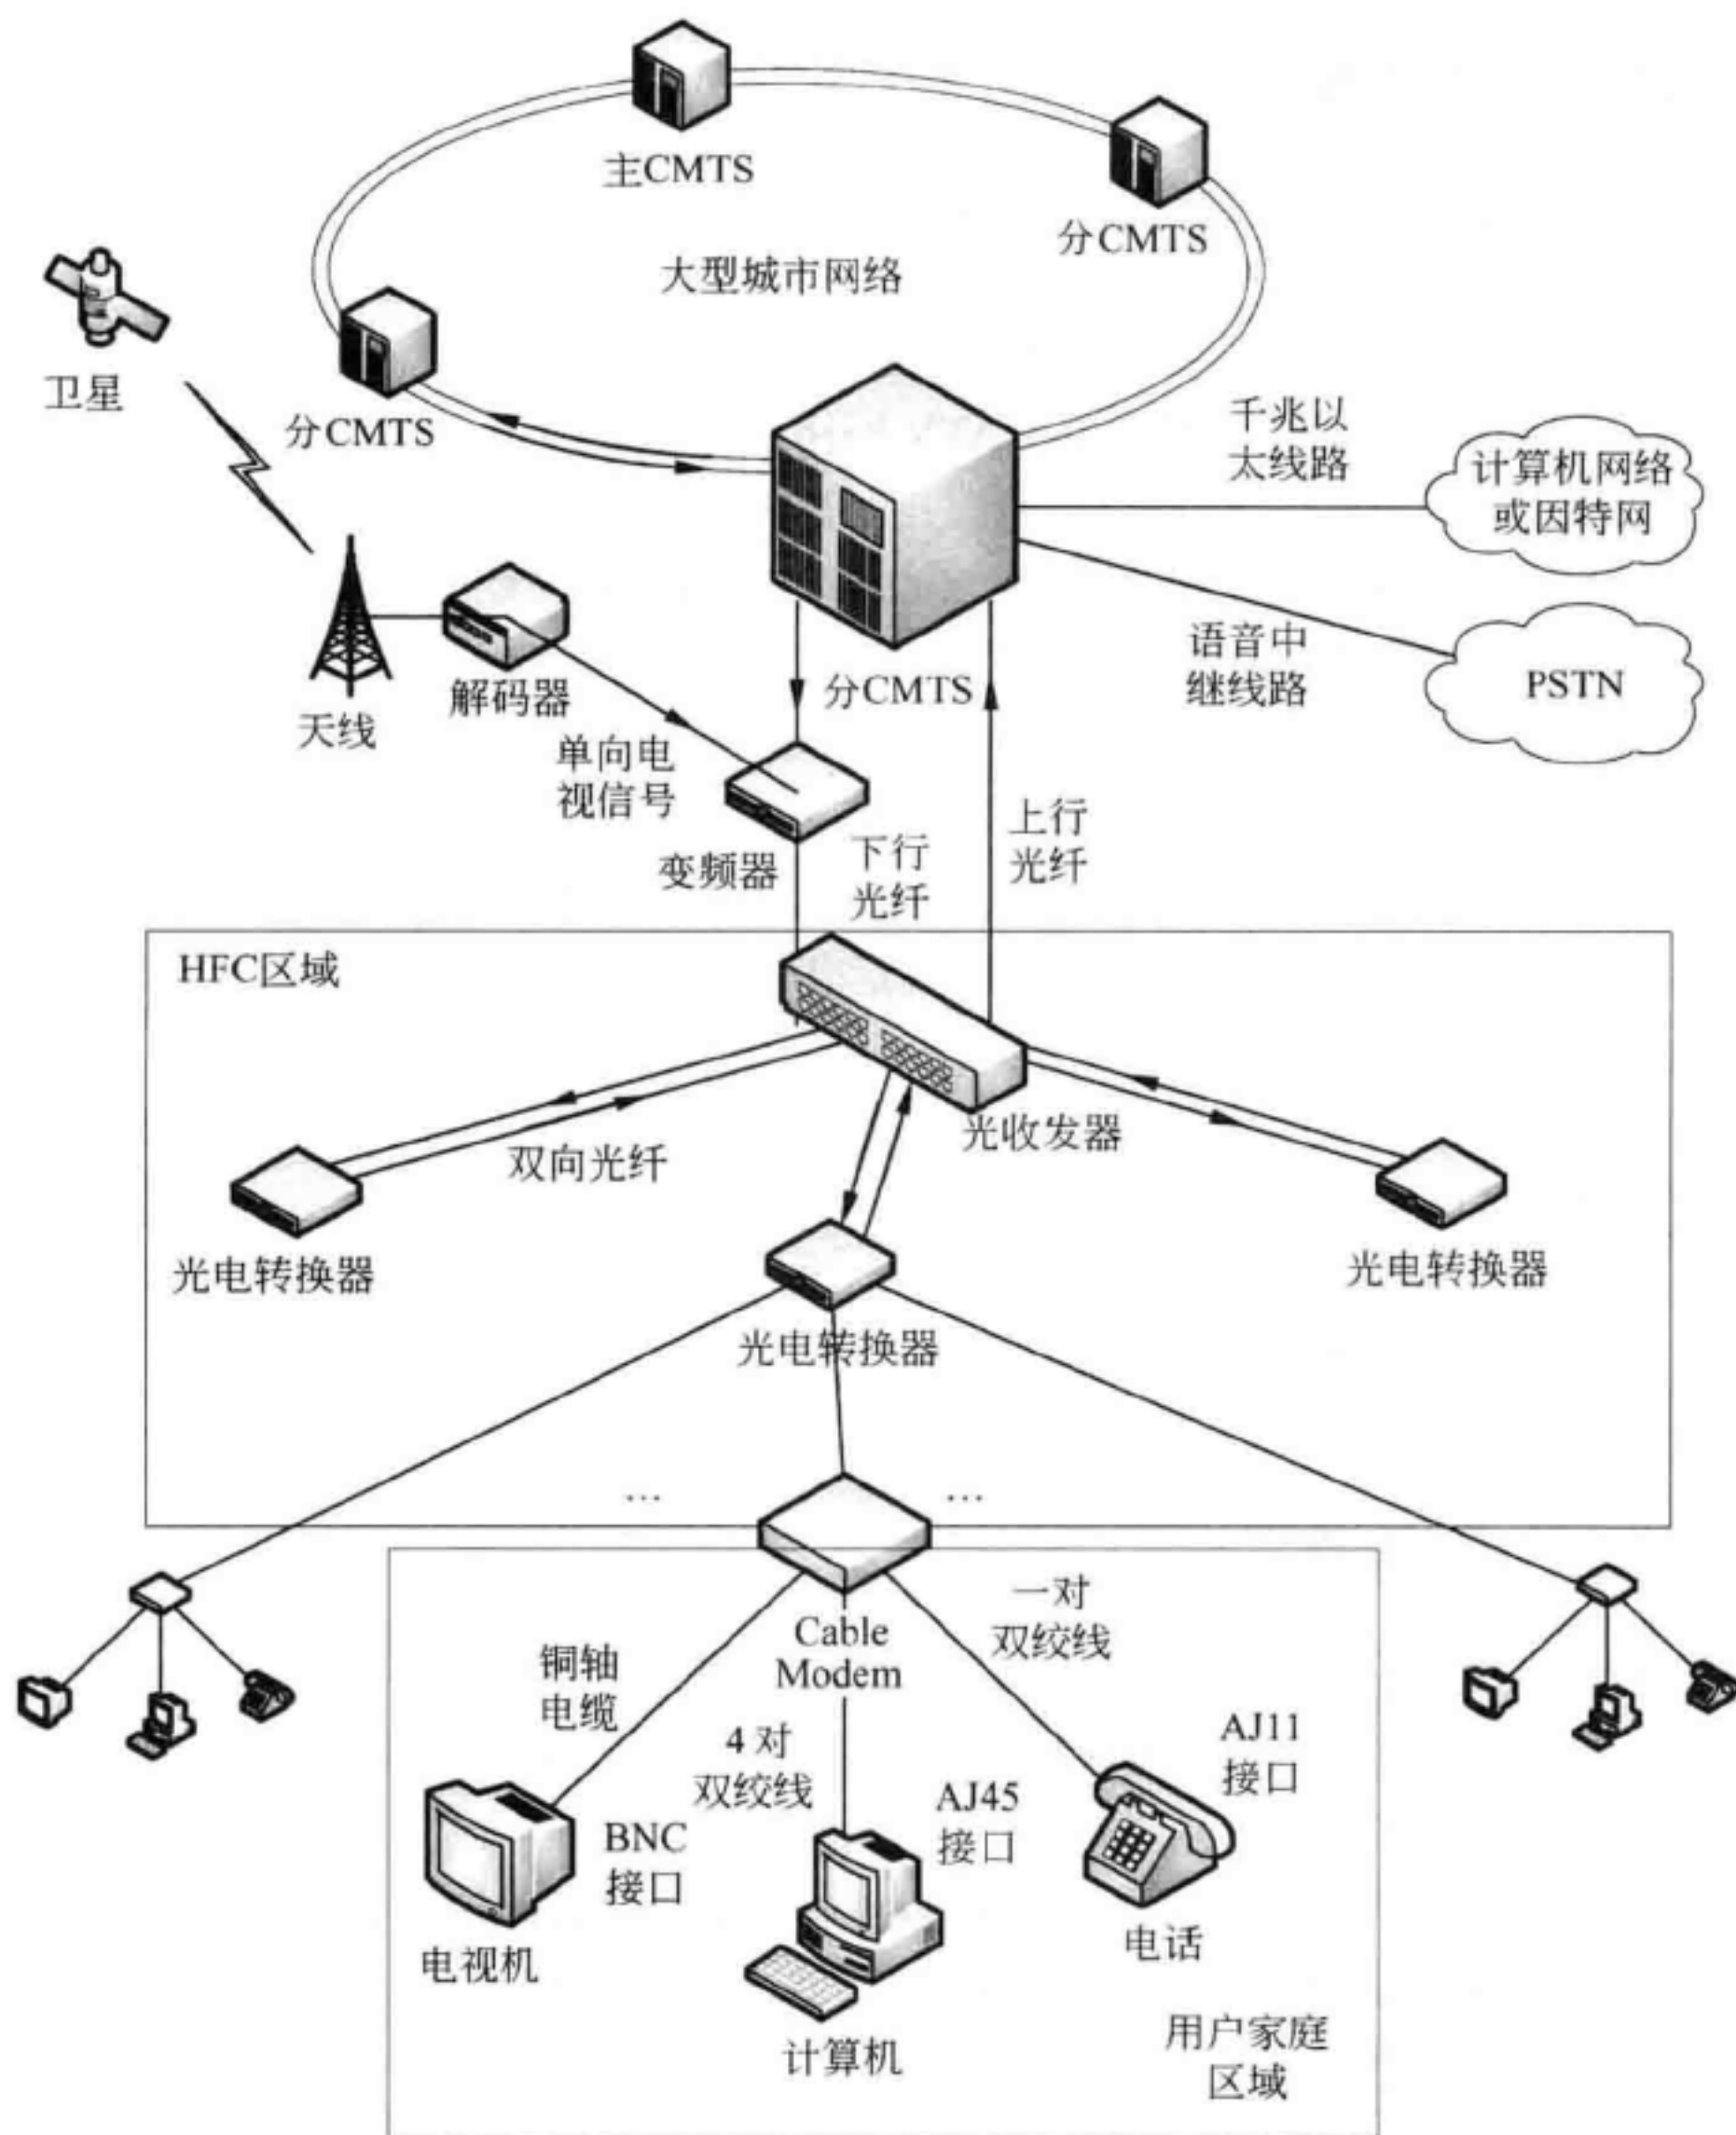 主CMTS
分CMTS
大型城市网络
卫星
分CMTS
千兆以
太线路
计算机网络
或因特网
语音中
继线路
PSTN
分CMTS
解码器
天线
单向电
视信号
变频器
下行
光纤
上行
光纤
HFC区域
光收发器
双向光纤
光电转换器
光电转换器
光电转换器
…
…
一对
双绞线
Cable
Modem
铜轴
电缆
4 对
双绞线
AJ11
接口
AJ45
接口
BNC
接口
电视机
电话
计算机
用户家庭
区域